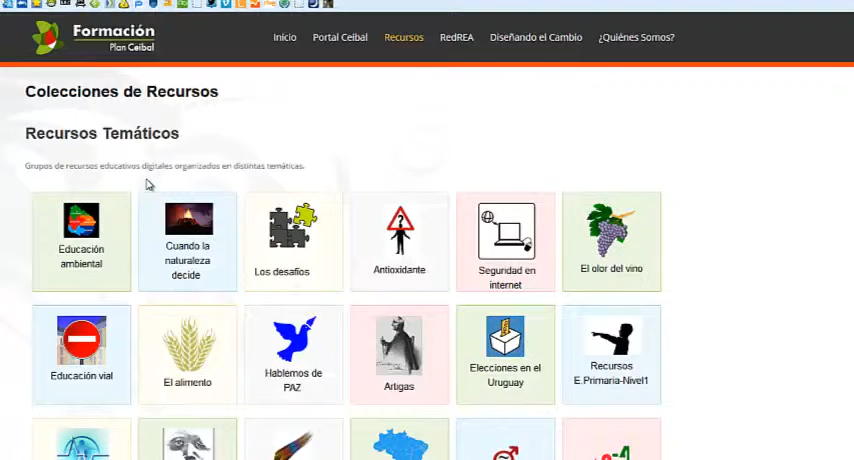 Formación
Plan Ceibal
Inicio
Portal Ceibal
Recursos
RedREA
Diseñando el Cambio
¿Quiénes Somos?
Colecciones de Recursos
Recursos Temáticos
Grupos de recursos educativos digitales organizados en distintas temáticas.
Educación
ambiental
Cuando la
naturaleza
decide
Los desafíos
Antioxidante
Seguridad en
internet
El olor del vino
Educación vial
El alimento
Hablemos de
PAZ
Artigas
Elecciones en el
Uruguay
Recursos
E.Primaria-Nivel1